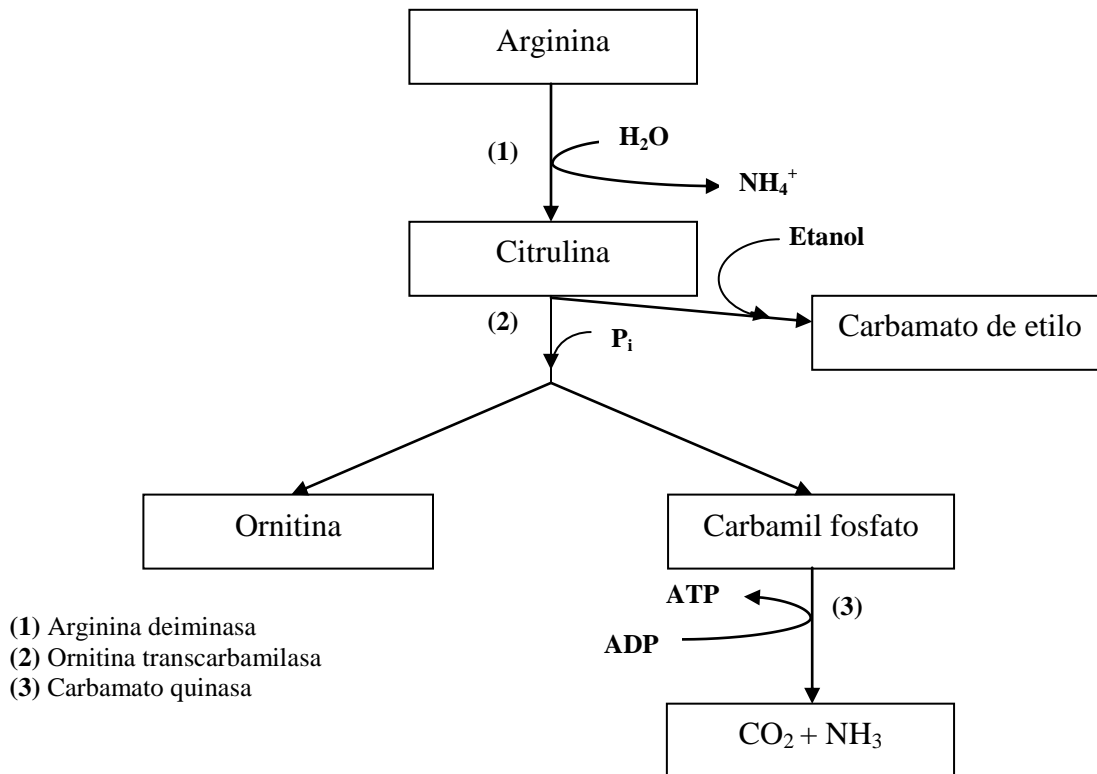 Arginina
(1)
H₂O
NH₄⁺
Citrulina
Etanol
(2)
Pᵢ
Carbamato de etilo
Ornitina
Carbamil fosfato
ATP
(3)
ADP
(1) Arginina deiminasa
(2) Ornitina transcarbamilasa
(3) Carbamato quinasa
CO₂ + NH₃